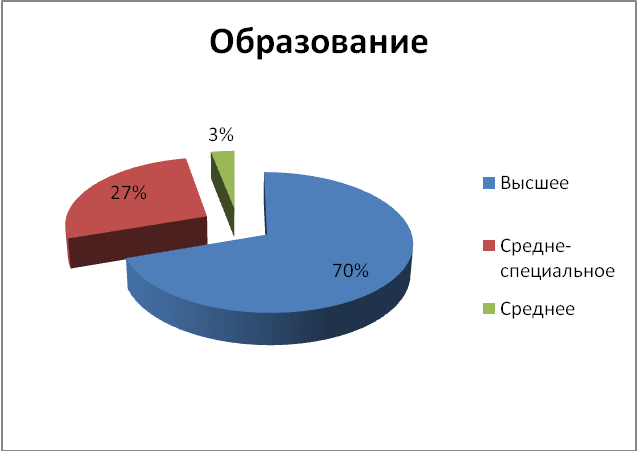 Образование
3%
27%
70%
Высшее
Средне-
специальное
Среднее